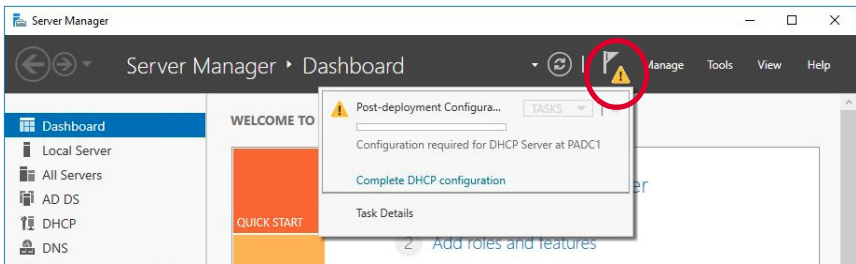 Server Manager
Server Manager • Dashboard
Manage Tools View Help
Post-deployment Configura... TASKS
Configuration required for DHCP Server at PADC1
Complete DHCP configuration
Task Details
Dashboard
Local Server
All Servers
AD DS
DHCP
DNS
WELCOME TO
QUICK START
2 Add roles and features